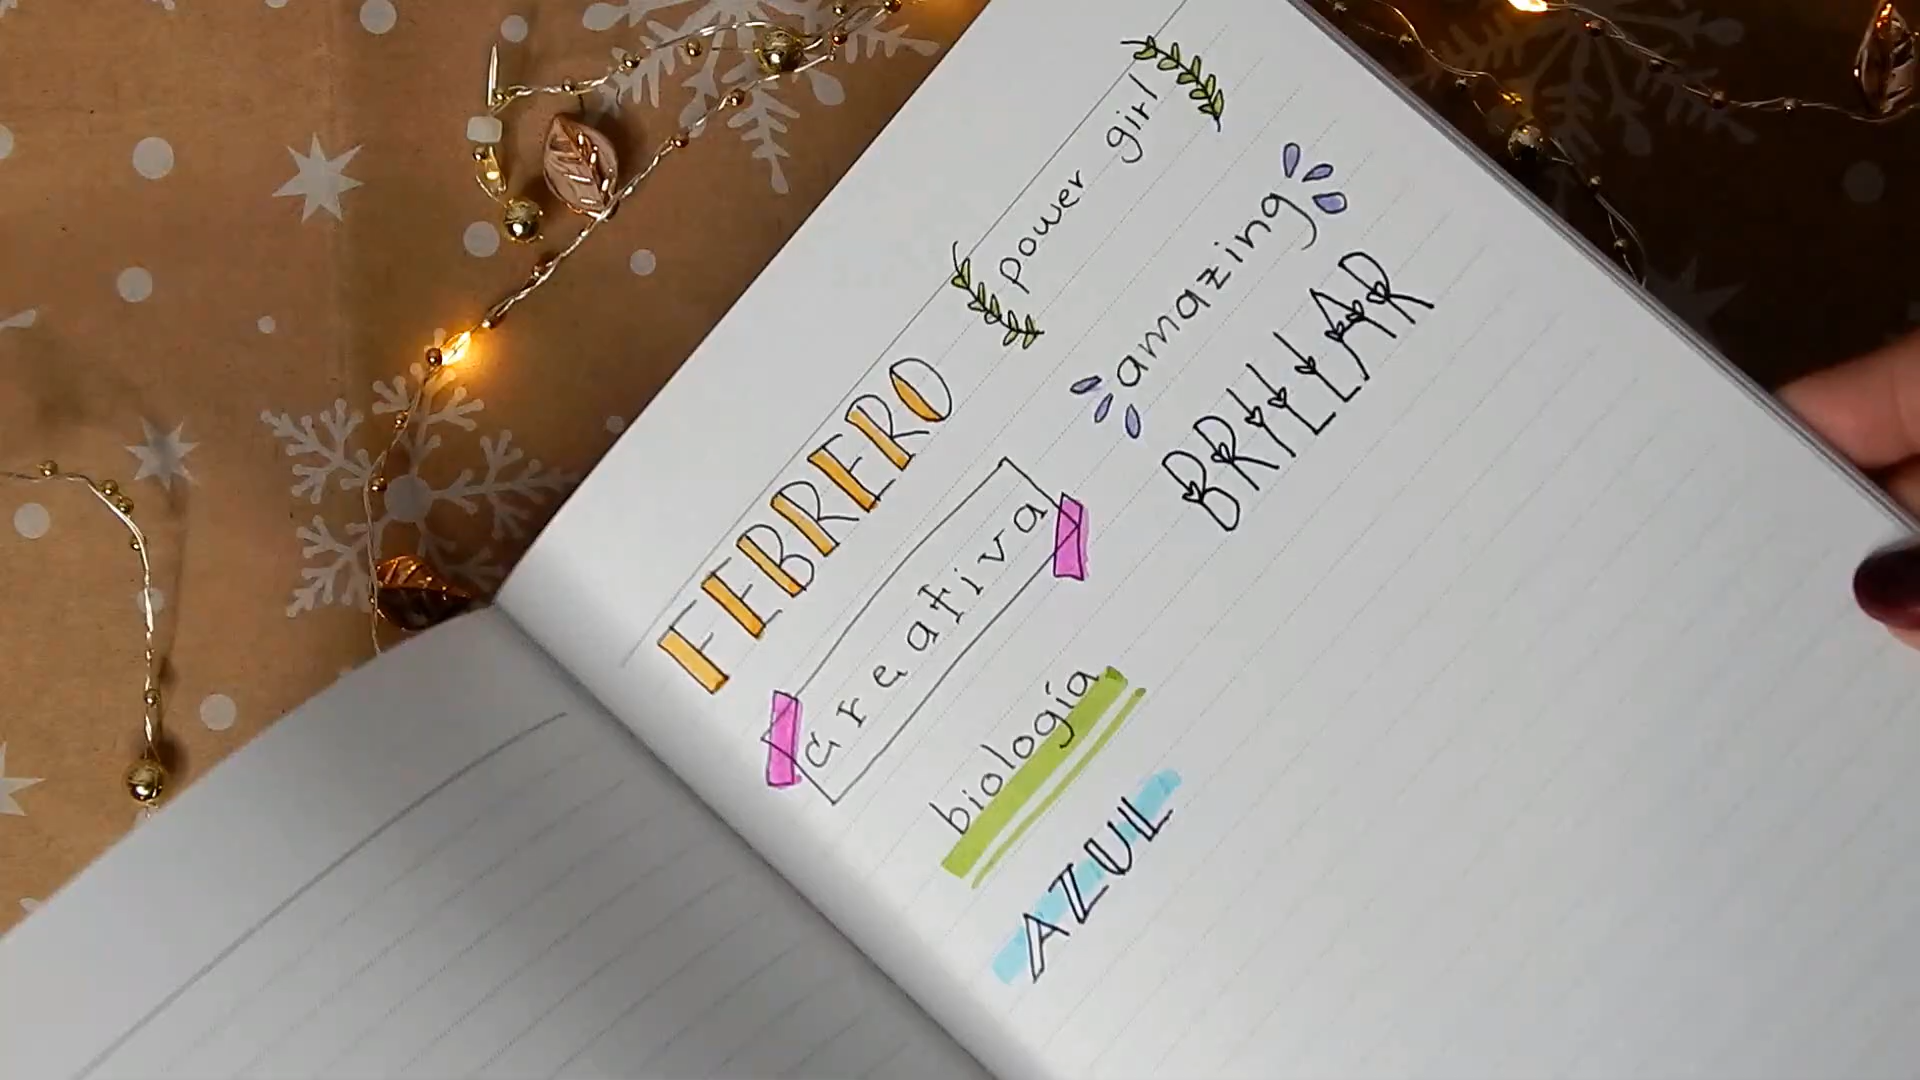 FEBRERO
creativa
biología
AZUL
power girl
amazing
BRILLAR